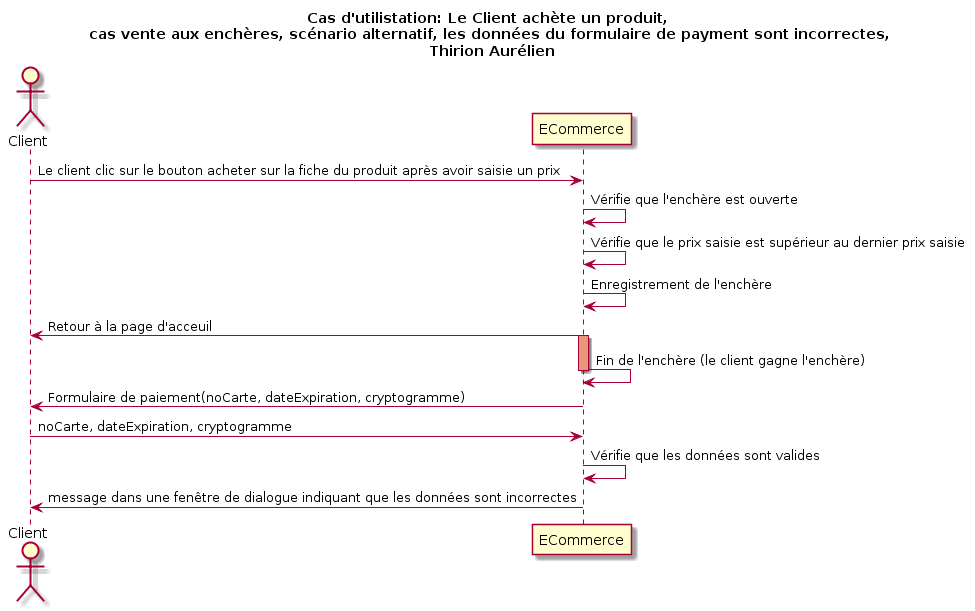 Cas d'utilistation: Le Client achète un produit,
cas vente aux enchères, scénario alternatif, les données du formulaire de payment sont incorrectes,
Thirion Aurélien
Client
ECommerce
Le client clic sur le bouton acheter sur la fiche du produit après avoir saisie un prix
Vérifie que l'enchère est ouverte
Vérifie que le prix saisie est supérieur au dernier prix saisie
Enregistrement de l'enchère
Retour à la page d'acceuil
Fin de l'enchère (le client gagne l'enchère)
Formulaire de paiement(noCarte, dateExpiration, cryptogramme)
noCarte, dateExpiration, cryptogramme
Vérifie que les données sont valides
message dans une fenêtre de dialogue indiquant que les données sont incorrectes
Client
ECommerce